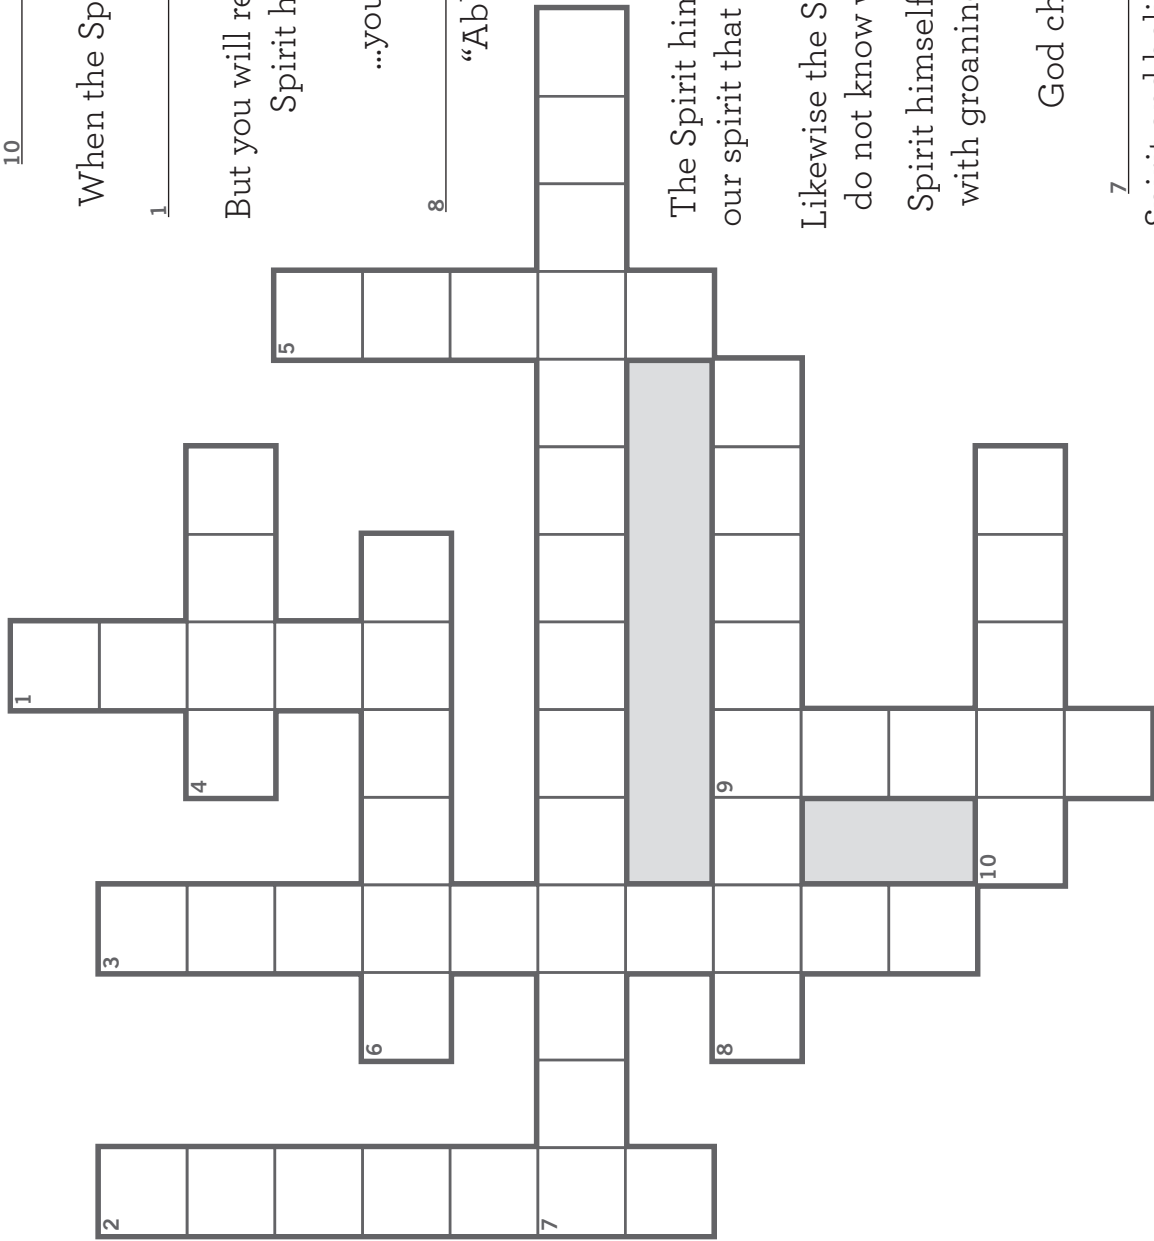 10
When the Sp
1
But you will re
Spirit h
...you
8
“Ab
The Spirit him
our spirit that
Likewise the S
do not know
Spirit himself
with groanin
God ch
7
1
2
3
4
5
6
7
8
9
10